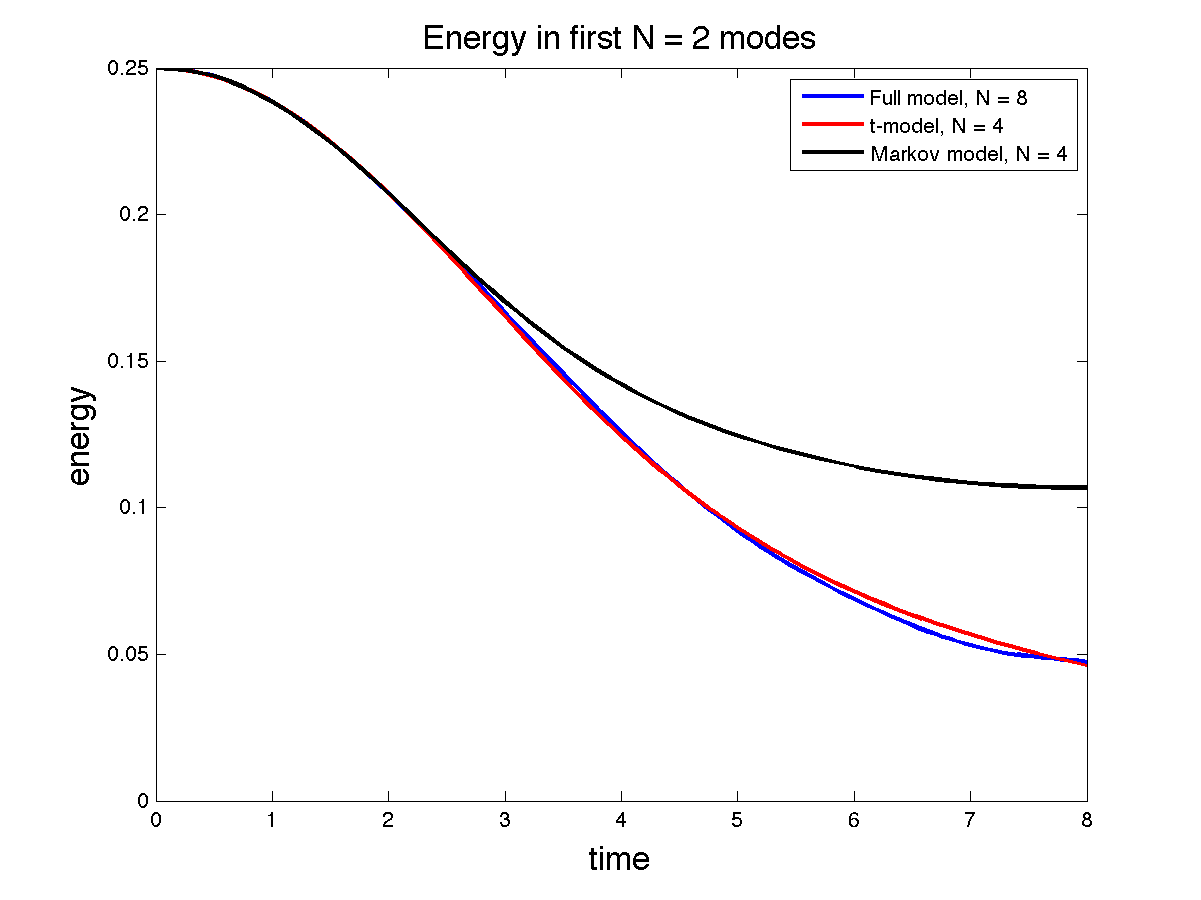 Energy in first N = 2 modes
Full model, N = 8
t-model, N = 4
Markov model, N = 4
energy
0.25
0.2
0.15
0.1
0.05
0
0 1 2 3 4 5 6 7 8
time